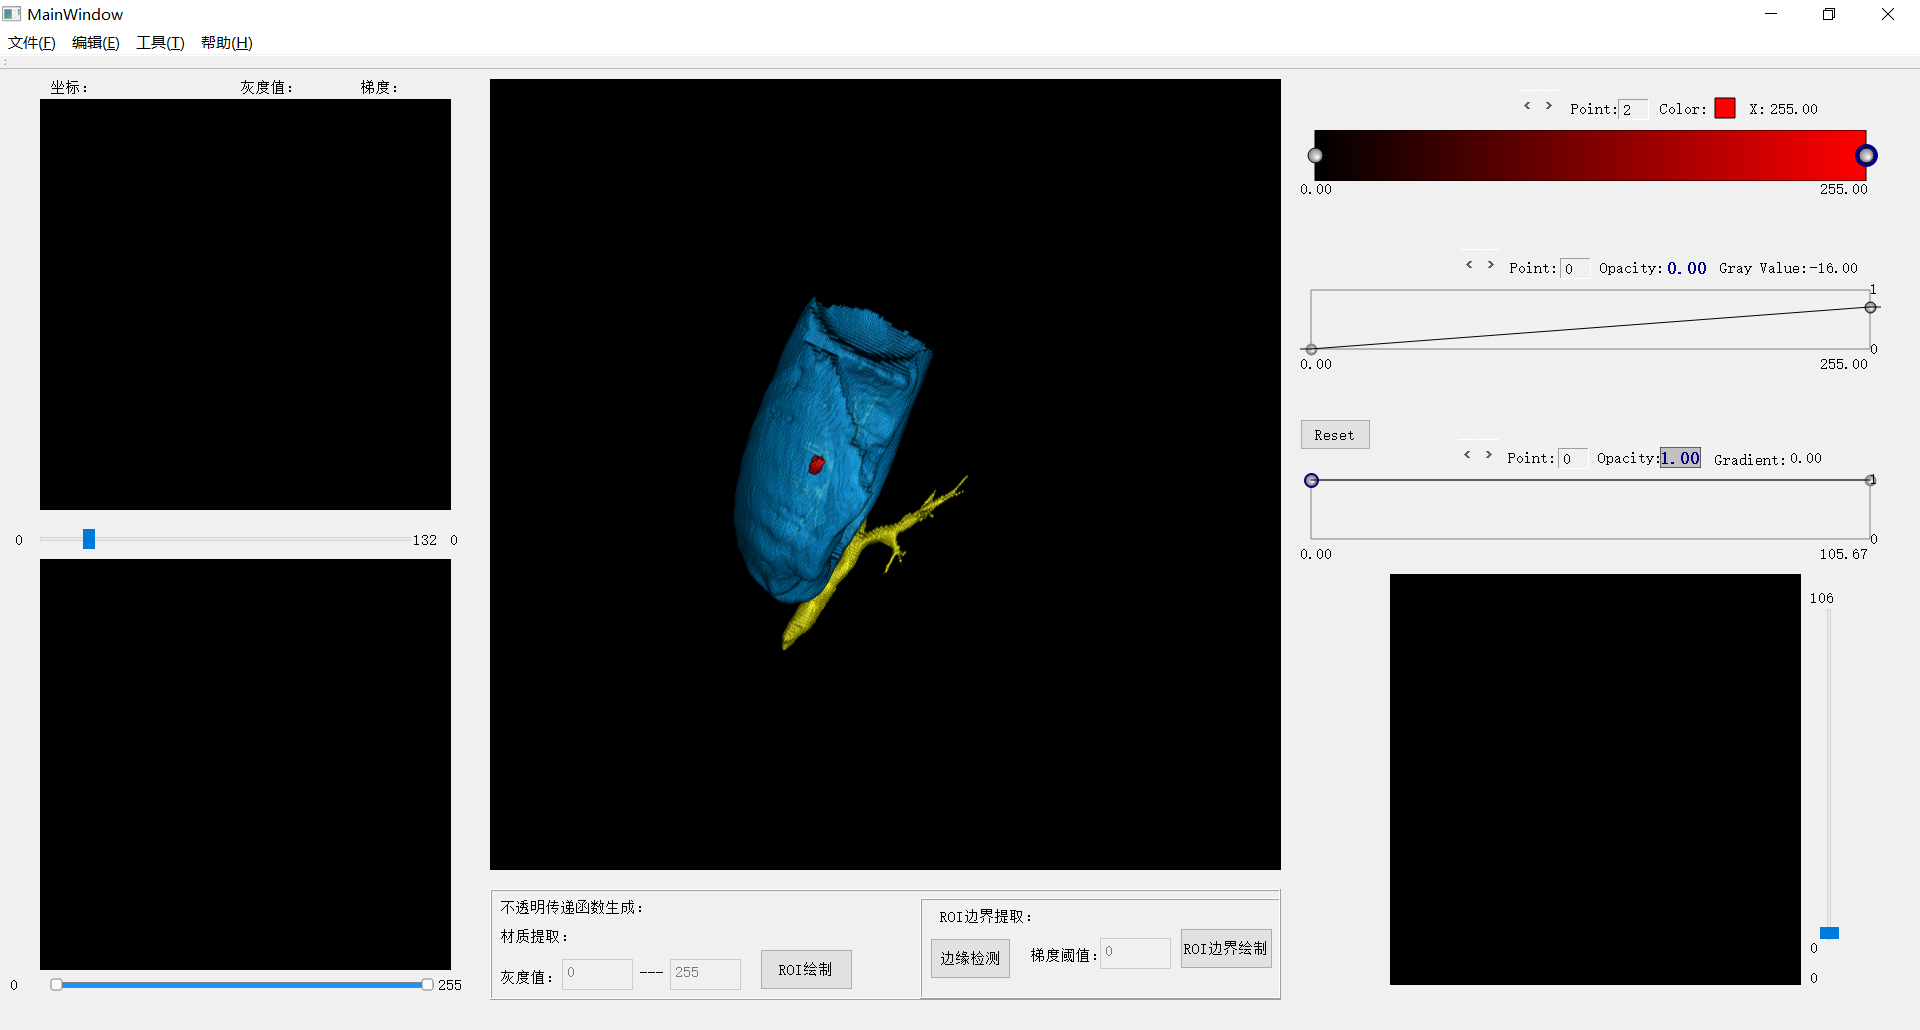 MainWindow
文件(F) 编辑(E) 工具(T) 帮助(H)
坐标: 灰度值: 梯度:
0 132 0
0 255
不透明传递函数生成:
材质提取:
灰度值: 0 --- 255 ROI绘制
ROI边界提取:
边缘检测 梯度阈值: 0 ROI边界绘制
< > Point: 2 Color: X: 255.00
0.00 255.00
< > Point: 0 Opacity: 0.00 Gray Value: -16.00
1
0
0.00 255.00
Reset
< > Point: 0 Opacity: 1.00 Gradient: 0.00
1
0
0.00 105.67
106
0
0